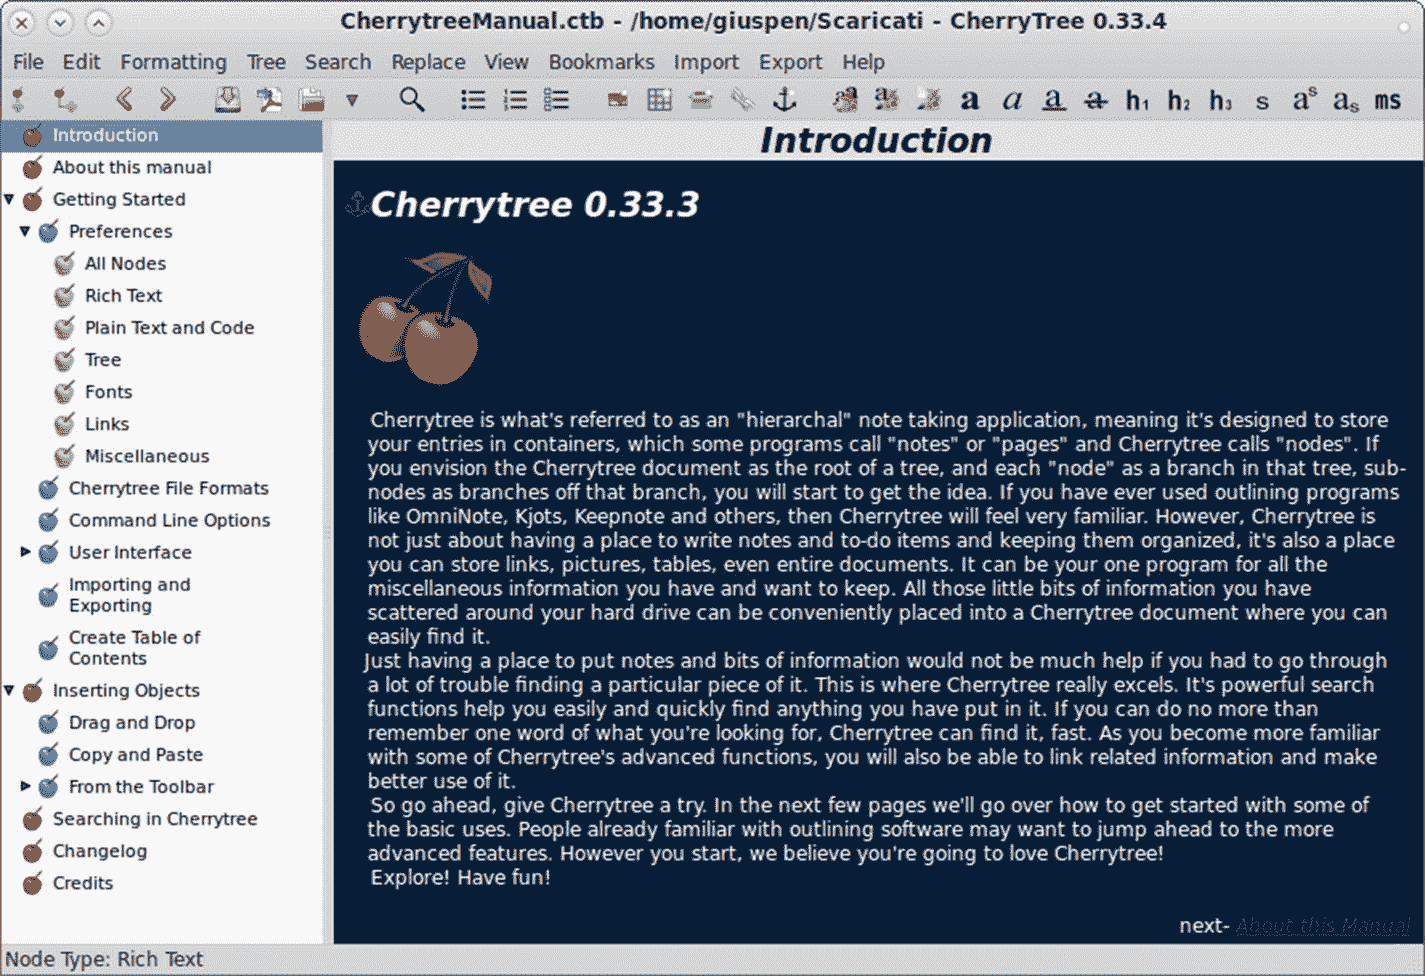 CherrytreeManual.ctb - /home/giuspen/Scaricati - CherryTree 0.33.4
File Edit Formatting Tree Search Replace View Bookmarks Import Export Help
a a a a h1 h2 h3 s as as ms
Introduction
About this manual
Getting Started
Preferences
All Nodes
Rich Text
Plain Text and Code
Tree
Fonts
Links
Miscellaneous
Cherrytree File Formats
Command Line Options
User Interface
Importing and
Exporting
Create Table of
Contents
Inserting Objects
Drag and Drop
Copy and Paste
From the Toolbar
Searching in Cherrytree
Changelog
Credits
Introduction
Cherrytree 0.33.3
Cherrytree is what's referred to as an "hierarchal" note taking application, meaning it's designed to store
your entries in containers, which some programs call "notes" or "pages" and Cherrytree calls "nodes". If
you envision the Cherrytree document as the root of a tree, and each "node" as a branch in that tree, sub-
nodes as branches off that branch, you will start to get the idea. If you have ever used outlining programs
like OmniNote, Kjots, Keepnote and others, then Cherrytree will feel very familiar. However, Cherrytree is
not just about having a place to write notes and to-do items and keeping them organized, it's also a place
you can store links, pictures, tables, even entire documents. It can be your one program for all the
miscellaneous information you have and want to keep. All those little bits of information you have
scattered around your hard drive can be conveniently placed into a Cherrytree document where you can
easily find it.
Just having a place to put notes and bits of information would not be much help if you had to go through
a lot of trouble finding a particular piece of it. This is where Cherrytree really excels. It's powerful search
functions help you easily and quickly find anything you have put in it. If you can do no more than
remember one word of what you're looking for, Cherrytree can find it, fast. As you become more familiar
with some of Cherrytree's advanced functions, you will also be able to link related information and make
better use of it.
So go ahead, give Cherrytree a try. In the next few pages we'll go over how to get started with some of
the basic uses. People already familiar with outlining software may want to jump ahead to the more
advanced features. However you start, we believe you're going to love Cherrytree!
Explore! Have fun!
next- About this Manual
Node Type: Rich Text